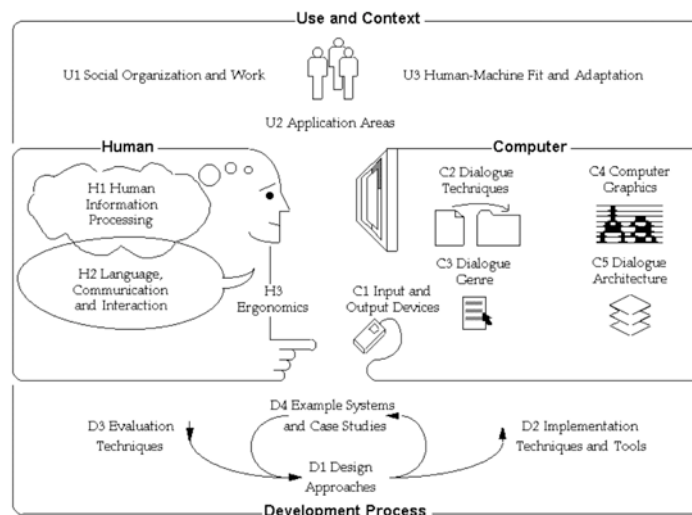 Use and Context
U1 Social Organization and Work
U3 Human-Machine Fit and Adaptation
U2 Application Areas
Human
H1 Human
Information
Processing
H2 Language,
Communication
and Interaction
H3
Ergonomics
Computer
C2 Dialogue
Techniques
C4 Computer
Graphics
C3 Dialogue
Genre
C5 Dialogue
Architecture
C1 Input and
Output Devices
D3 Evaluation
Techniques
D4 Example Systems
and Case Studies
D2 Implementation
Techniques and Tools
D1 Design
Approaches
Development Process